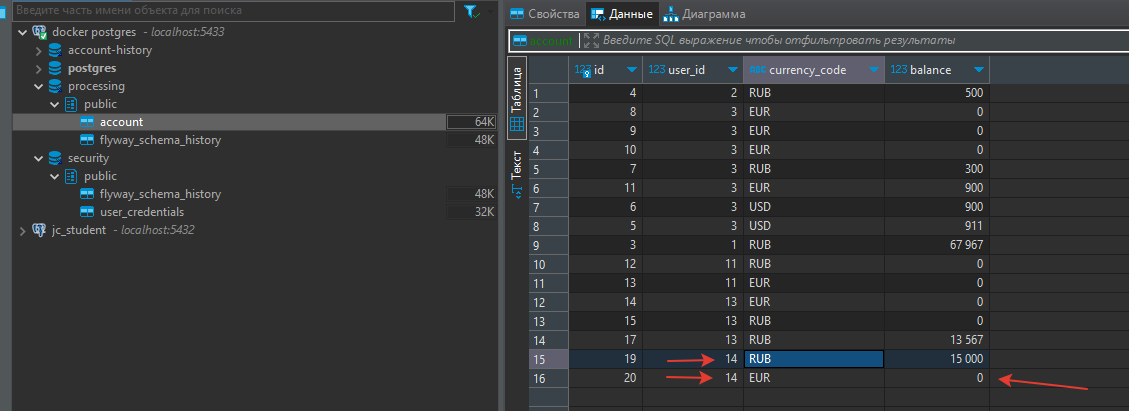 Введите часть имени объекта для поиска
docker postgres - localhost:5433
account-history
postgres
processing
public
account 64K
flyway_schema_history 48K
security
public
flyway_schema_history 48K
user_credentials 32K
jc_student - localhost:5432
Свойства Данные Диаграмма
account Введите SQL выражение чтобы отфильтровать результаты
Таблица
Текст
123 id 123 user_id ABC currency_code 123 balance
1 4 2 RUB 500
2 8 3 EUR 0
3 9 3 EUR 0
4 10 3 EUR 0
5 7 3 RUB 300
6 11 3 EUR 900
7 6 3 USD 900
8 5 3 USD 911
9 3 1 RUB 67 967
10 12 11 RUB 0
11 13 11 EUR 0
12 14 13 EUR 0
13 15 13 RUB 0
14 17 13 RUB 13 567
15 19 14 RUB 15 000
16 20 14 EUR 0